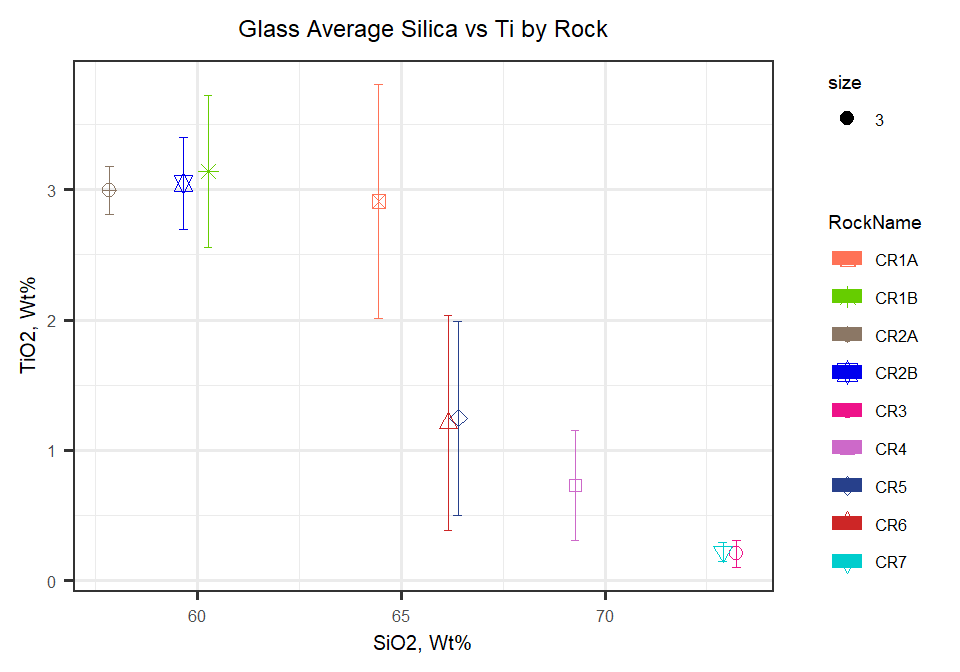 Glass Average Silica vs Ti by Rock
size
3
RockName
CR1A
CR1B
CR2A
CR2B
CR3
CR4
CR5
CR6
CR7
TiO2, Wt%
3
2
1
0
60 65 70
SiO2, Wt%